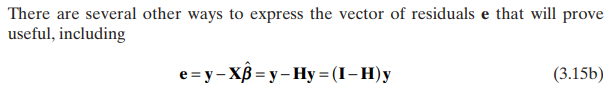 There are several other ways to express the vector of residuals e that will prove
useful, including
e = y − Xβ̂ = y − Hy = (I − H)y (3.15b)